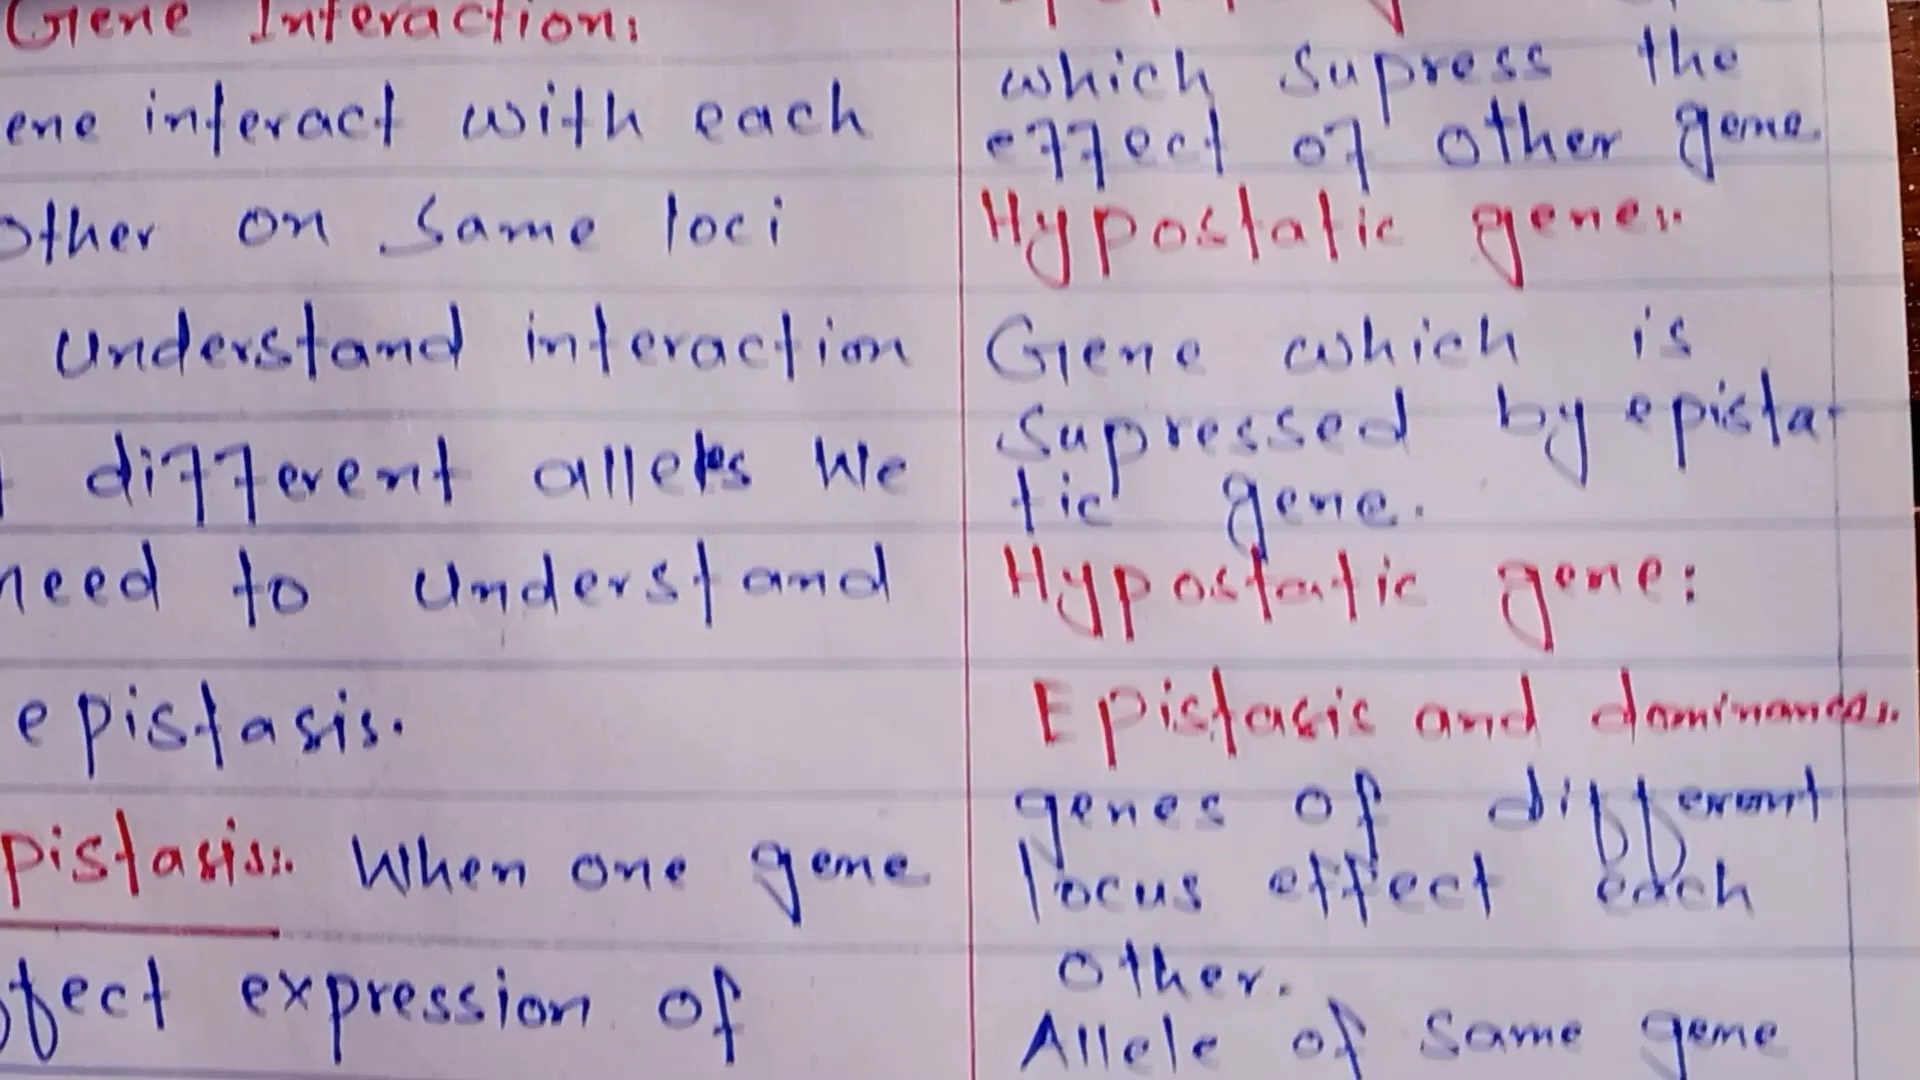 Gene Interaction:
ene interact with each
other on same loci
understand interaction
different alleles we
need to understand
epistasis.
pistasis:. When one gene
ffect expression of
which supress the
effect of other gene.
Hypostatic gene:.
Gene which is
supressed by epista
tic gene.
Hypostatic gene:
Epistasis and dominance:.
genes of different
locus effect each
other.
Allele of same gene